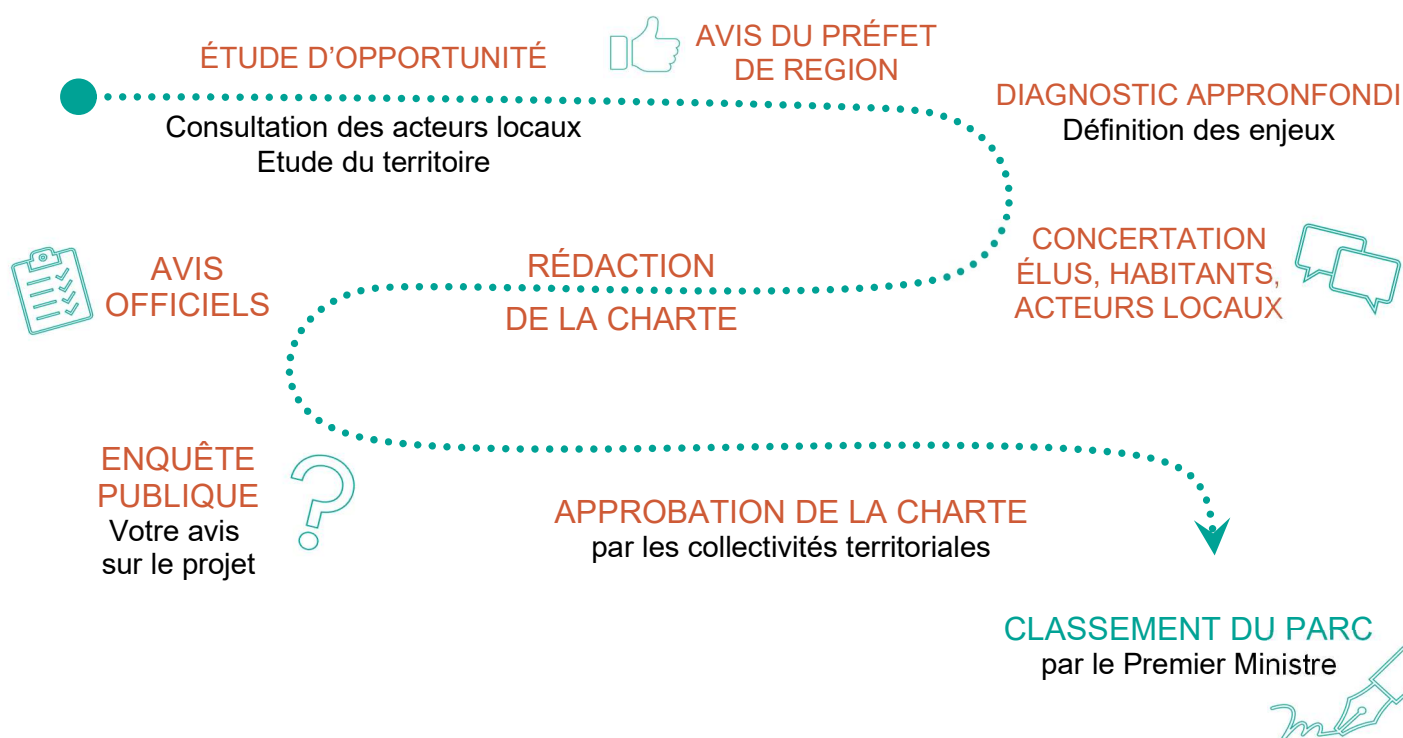 ÉTUDE D'OPPORTUNITÉ
Consultation des acteurs locaux
Etude du territoire
AVIS DU PRÉFET
DE REGION
DIAGNOSTIC APPRONFONDI
Définition des enjeux
CONCERTATION
ÉLUS, HABITANTS,
ACTEURS LOCAUX
RÉDACTION
DE LA CHARTE
AVIS
OFFICIELS
ENQUÊTE
PUBLIQUE
Votre avis
sur le projet
APPROBATION DE LA CHARTE
par les collectivités territoriales
CLASSEMENT DU PARC
par le Premier Ministre